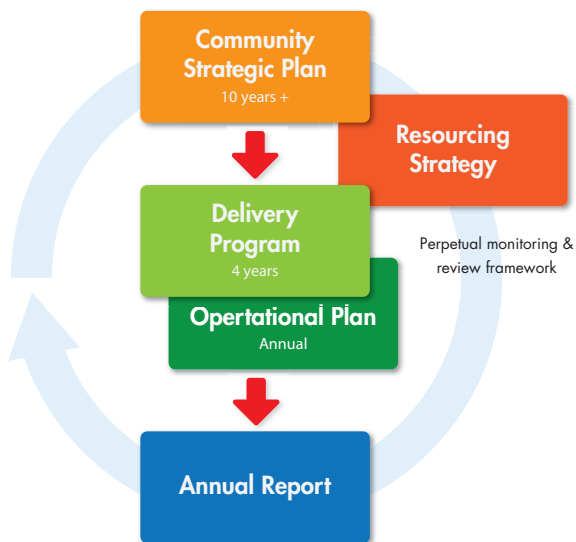 Community
Strategic Plan
10 years +
Resourcing
Strategy
Delivery
Program
4 years
Perpetual monitoring &
review framework
Opertational Plan
Annual
Annual Report